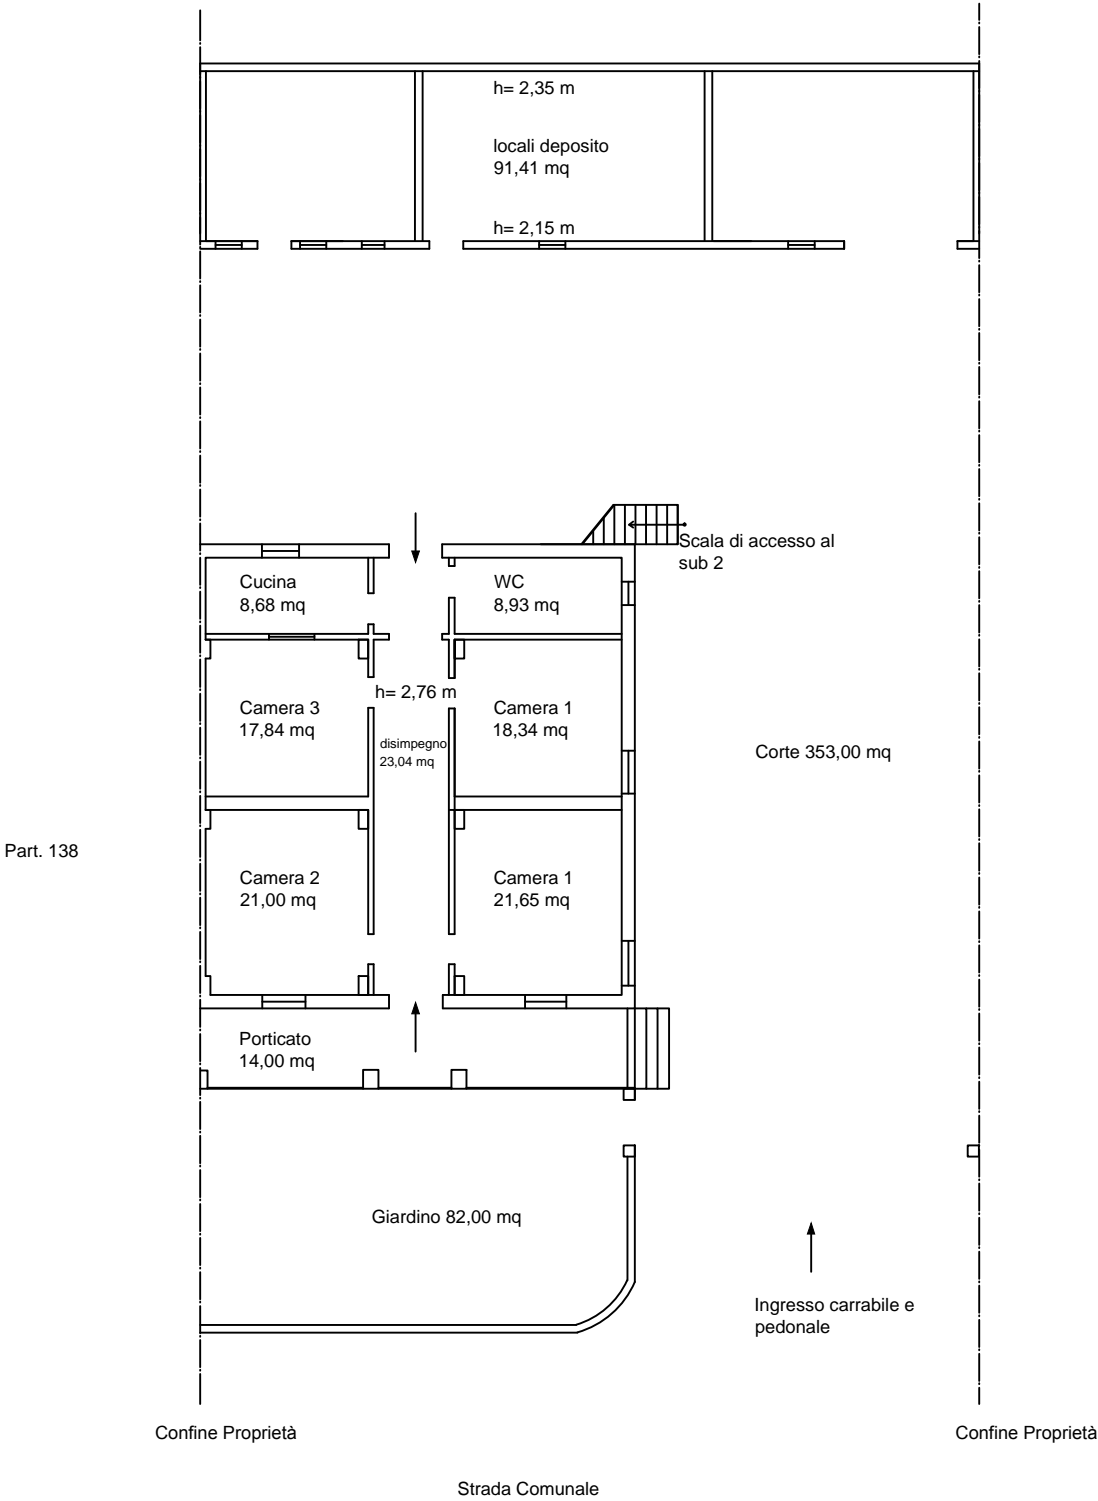 h= 2,35 m
locali deposito
91,41 mq
h= 2,15 m
Scala di accesso al
sub 2
Cucina
8,68 mq
WC
8,93 mq
h= 2,76 m
Camera 3
17,84 mq
Camera 1
18,34 mq
disimpegno
23,04 mq
Corte 353,00 mq
Part. 138
Camera 2
21,00 mq
Camera 1
21,65 mq
Porticato
14,00 mq
Giardino 82,00 mq
Ingresso carrabile e
pedonale
Confine Proprietà
Confine Proprietà
Strada Comunale